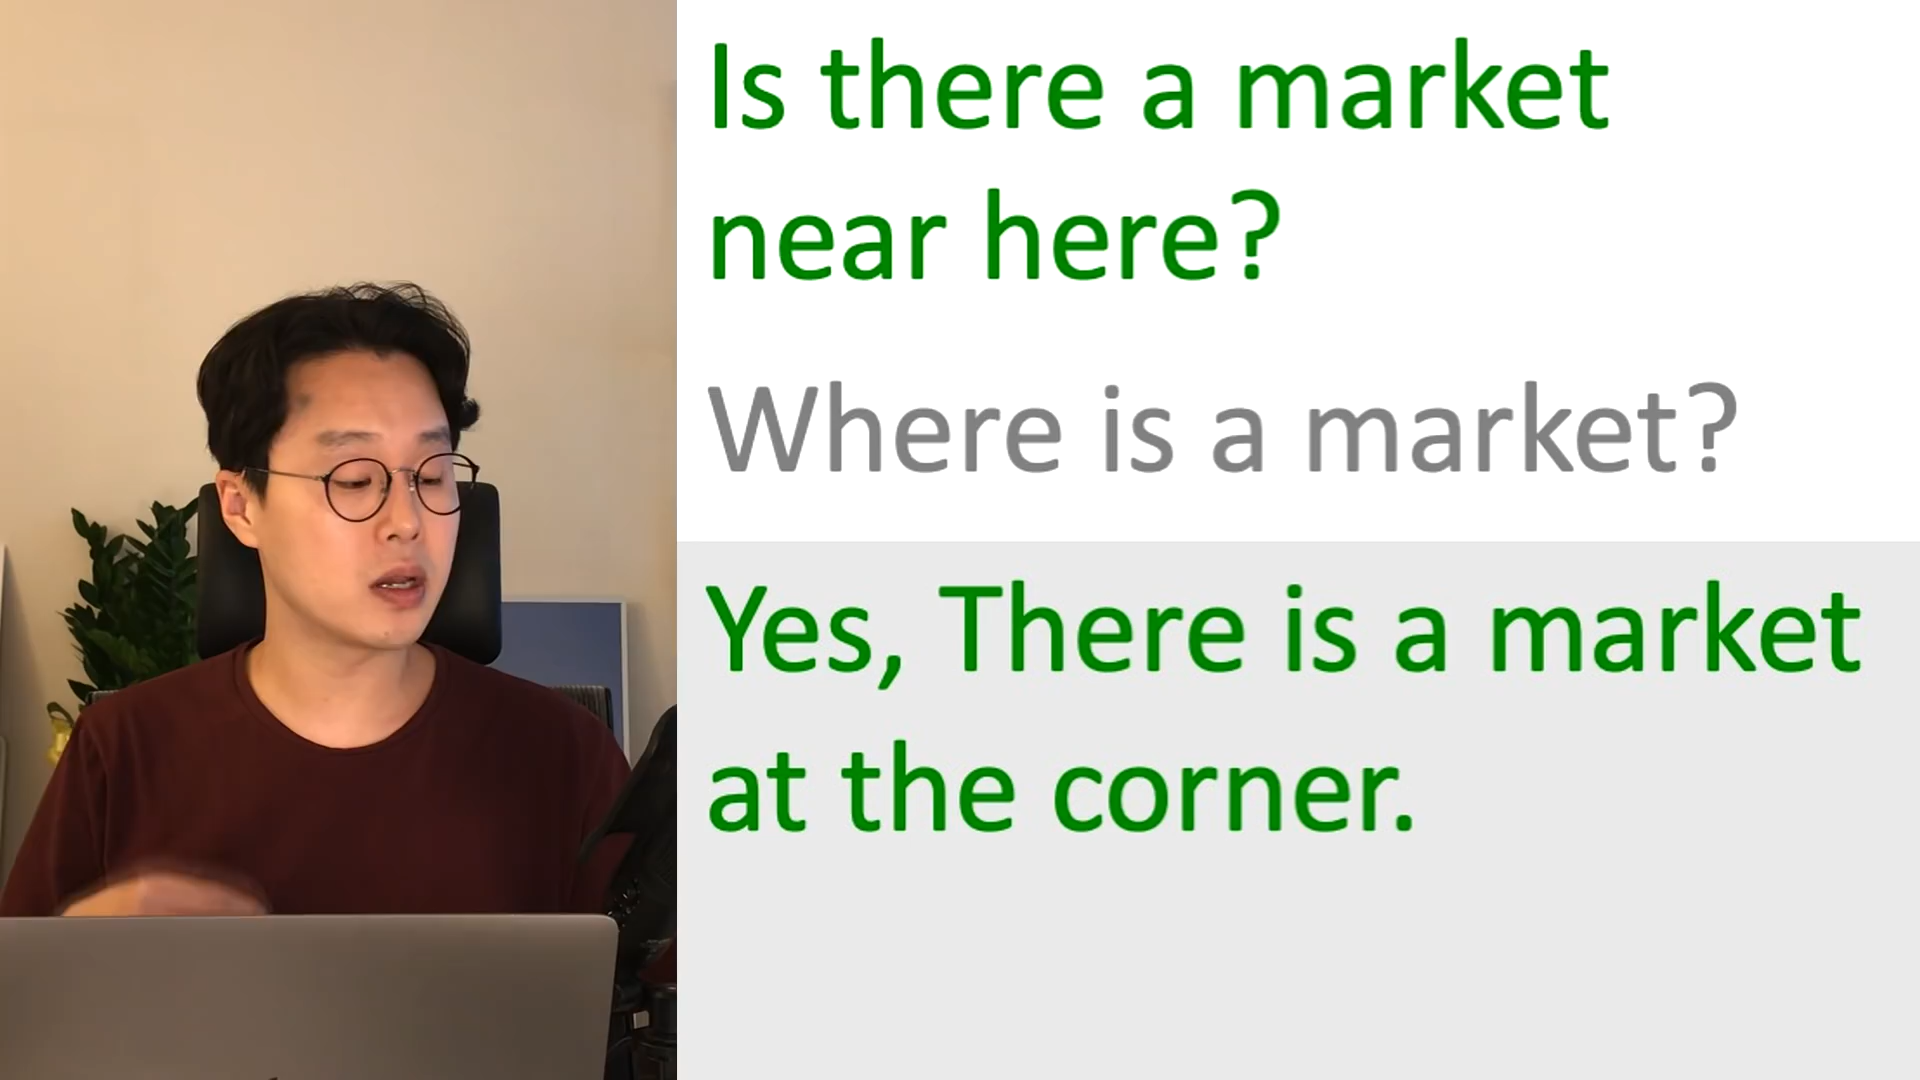 Is there a market
near here?
Where is a market?
Yes, There is a market
at the corner.